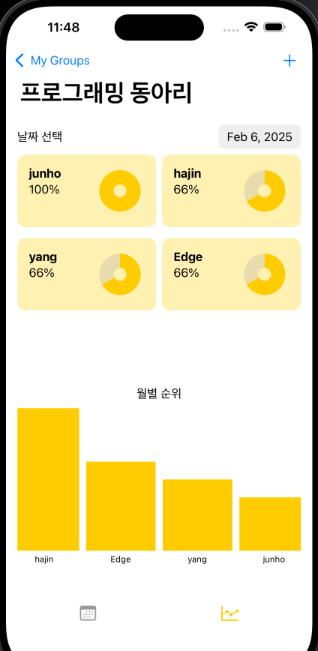 11:48
My Groups
프로그래밍 동아리
날짜 선택
Feb 6, 2025
junho
100%
hajin
66%
yang
66%
Edge
66%
월별 순위
hajin
Edge
yang
junho